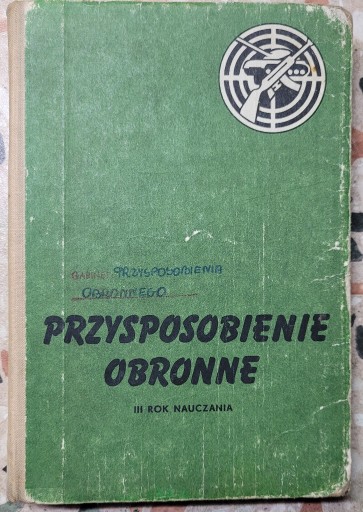 GABINET PRZYSPOSOBIENIA
OBRONNEGO
PRZYSPOSOBIENIE
OBRONNE
III ROK NAUCZANIA